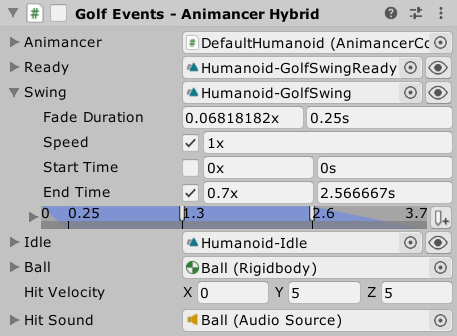 Golf Events - Animancer Hybrid
Animancer DefaultHumanoid (AnimancerCo
Ready Humanoid-GolfSwingReady
Swing Humanoid-GolfSwing
Fade Duration 0.06818182x 0.25s
Speed 1x
Start Time 0x 0s
End Time 0.7x 2.566667s
0 0.25 1.3 2.6 3.7
Idle Humanoid-Idle
Ball Ball (Rigidbody)
Hit Velocity X 0 Y 5 Z 5
Hit Sound Ball (Audio Source)